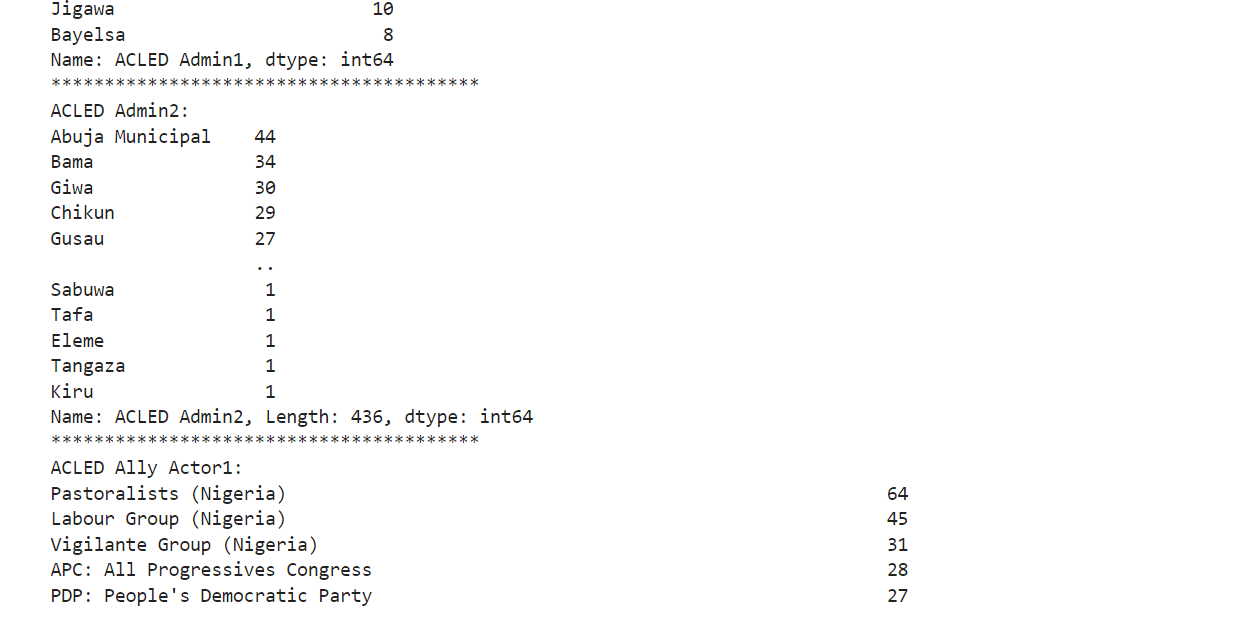 Jigawa 10
Bayelsa 8
Name: ACLED Admin1, dtype: int64
****************************************
ACLED Admin2:
Abuja Municipal 44
Bama 34
Giwa 30
Chikun 29
Gusau 27
..
Sabuwa 1
Tafa 1
Eleme 1
Tangaza 1
Kiru 1
Name: ACLED Admin2, Length: 436, dtype: int64
****************************************
ACLED Ally Actor1:
Pastoralists (Nigeria) 64
Labour Group (Nigeria) 45
Vigilante Group (Nigeria) 31
APC: All Progressives Congress 28
PDP: People's Democratic Party 27